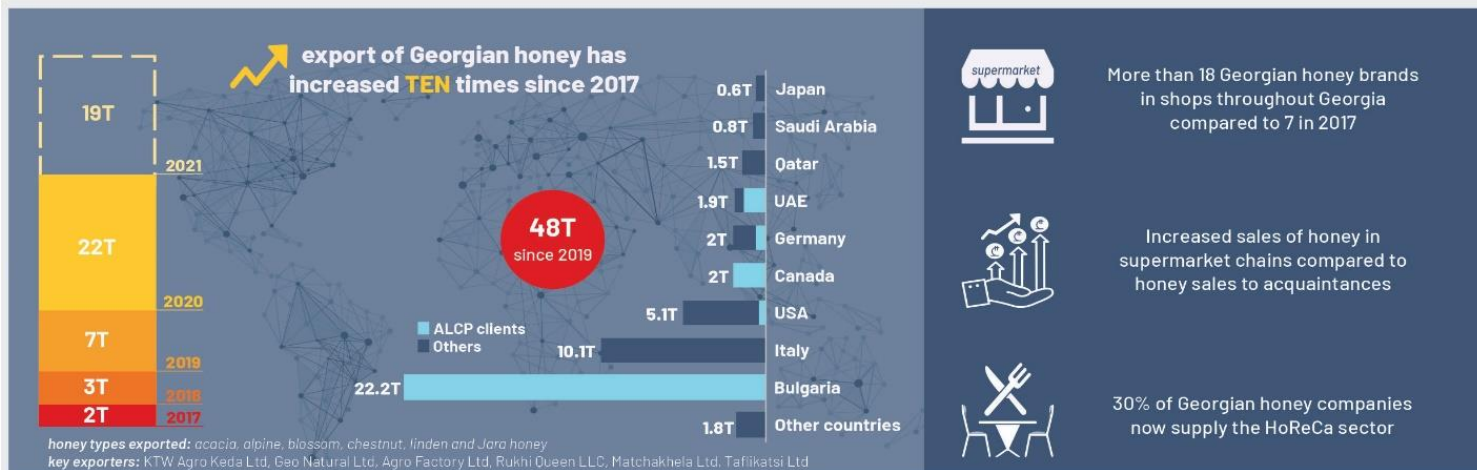 export of Georgian honey has
increased TEN times since 2017
19T
2021
22T
2020
7T
2019
3T
2018
2T
2017
48T
since 2019
ALCP clients
Others
0.6T Japan
0.8T Saudi Arabia
1.5T Qatar
1.9T UAE
2T Germany
2T Canada
5.1T USA
10.1T Italy
22.2T Bulgaria
1.8T Other countries
honey types exported: acacia, alpine, blossom, chestnut, linden and Jara honey
key exporters: KTW Agro Keda Ltd, Geo Natural Ltd, Agro Factory Ltd, Rukhi Queen LLC, Matchakhela Ltd, Taflikatsi Ltd
supermarket
More than 18 Georgian honey brands
in shops throughout Georgia
compared to 7 in 2017
₾ ₾ ₾
Increased sales of honey in
supermarket chains compared to
honey sales to acquaintances
30% of Georgian honey companies
now supply the HoReCa sector